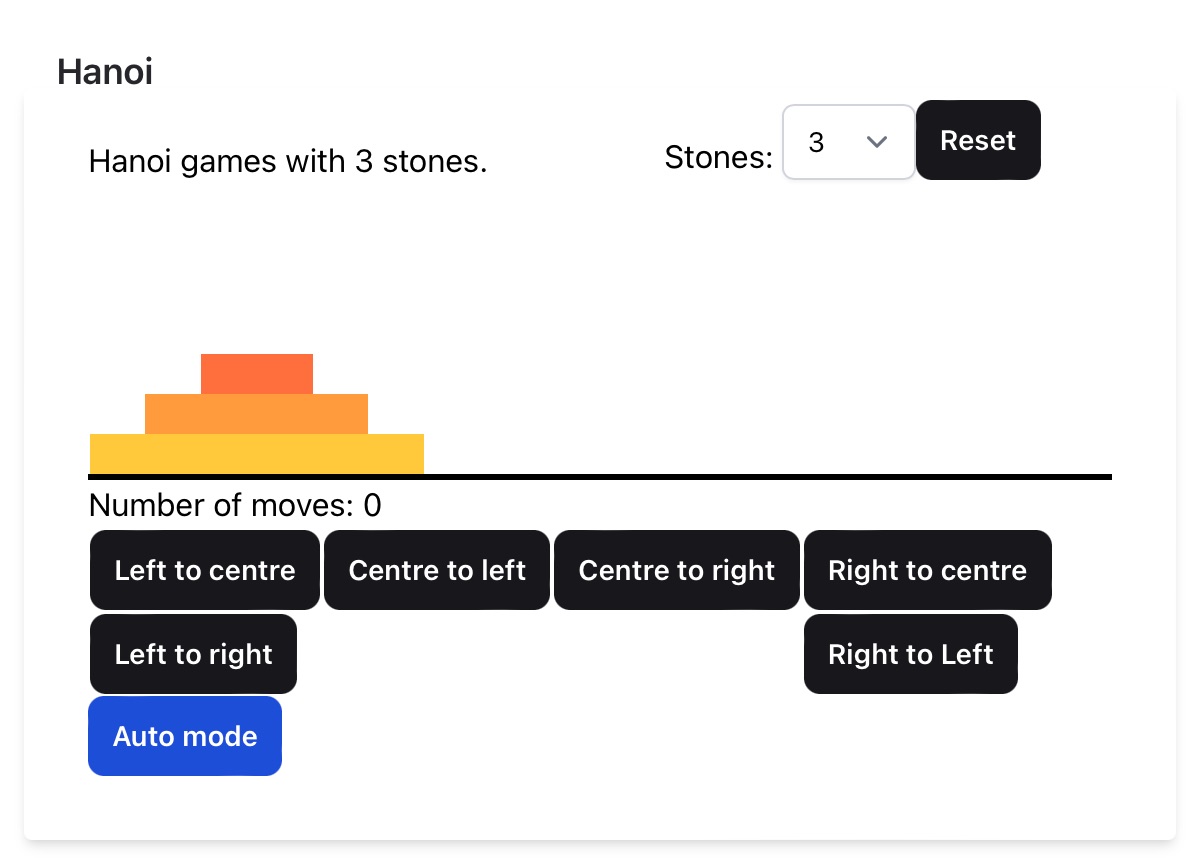 Hanoi
Hanoi games with 3 stones.
Stones: 3 Reset
Number of moves: 0
Left to centre Centre to left Centre to right Right to centre
Left to right Right to Left
Auto mode